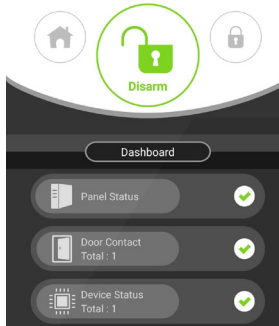 Disarm
Dashboard
Panel Status
Door Contact
Total : 1
Device Status
Total : 1